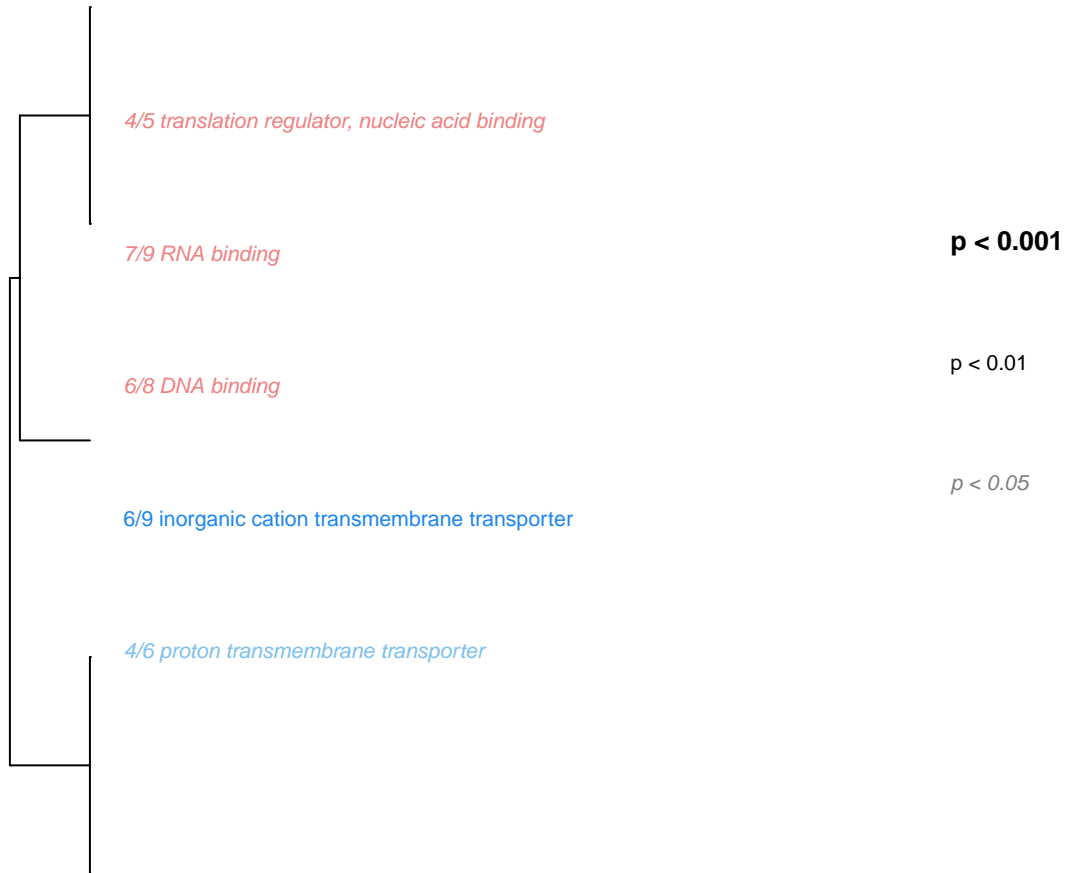 4/5 translation regulator, nucleic acid binding
7/9 RNA binding
6/8 DNA binding
6/9 inorganic cation transmembrane transporter
4/6 proton transmembrane transporter
p < 0.001
p < 0.01
p < 0.05